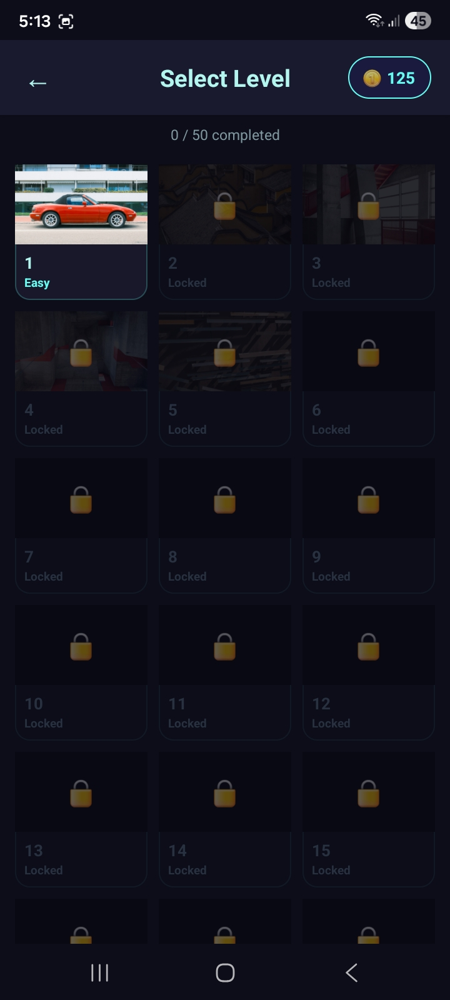 5:13
45
←
Select Level
125
0 / 50 completed
1
Easy
2
Locked
3
Locked
4
Locked
5
Locked
6
Locked
7
Locked
8
Locked
9
Locked
10
Locked
11
Locked
12
Locked
13
Locked
14
Locked
15
Locked